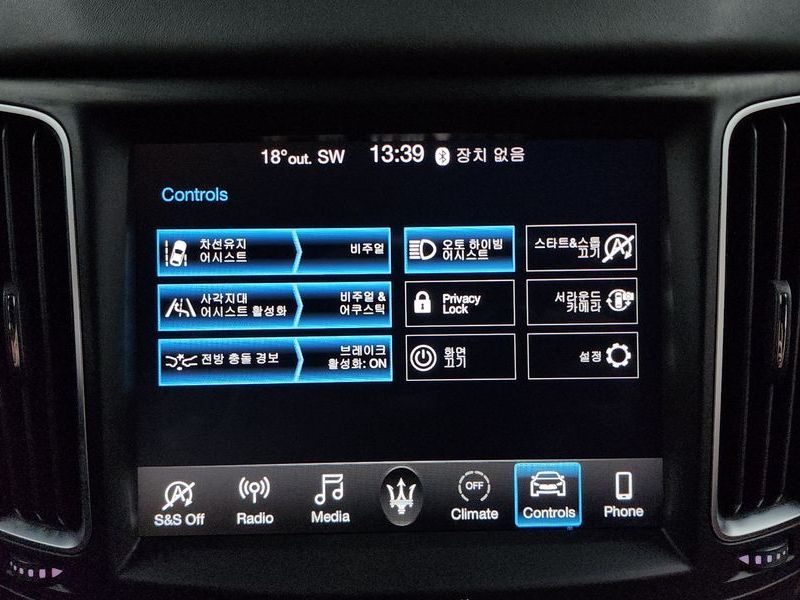 18°out. SW 13:39 장치 없음
Controls
차선유지
어시스트
비주얼
오토 하이빔
어시스트
스타트&스톱
끄기
사각지대
어시스트 활성화
비주얼 &
어쿠스틱
Privacy
Lock
서라운드
카메라
전방 충돌 경보
브레이크
활성화: ON
화면
끄기
설정
OFF
S&S Off Radio Media Climate Controls Phone